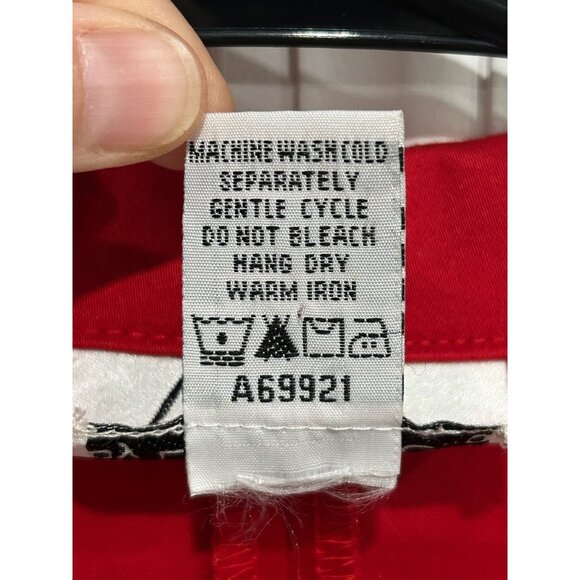 MACHINE WASH COLD
SEPARATELY
GENTLE CYCLE
DO NOT BLEACH
HANG DRY
WARM IRON
A69921